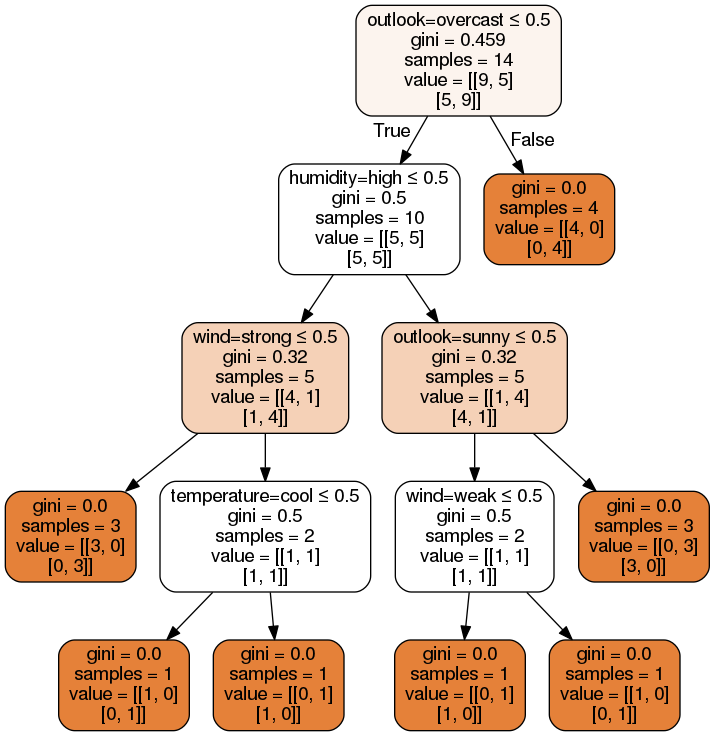 outlook=overcast ≤ 0.5
gini = 0.459
samples = 14
value = [[9, 5]
[5, 9]]
True
False
humidity=high ≤ 0.5
gini = 0.5
samples = 10
value = [[5, 5]
[5, 5]]
gini = 0.0
samples = 4
value = [[4, 0]
[0, 4]]
wind=strong ≤ 0.5
gini = 0.32
samples = 5
value = [[4, 1]
[1, 4]]
outlook=sunny ≤ 0.5
gini = 0.32
samples = 5
value = [[1, 4]
[4, 1]]
gini = 0.0
samples = 3
value = [[3, 0]
[0, 3]]
temperature=cool ≤ 0.5
gini = 0.5
samples = 2
value = [[1, 1]
[1, 1]]
wind=weak ≤ 0.5
gini = 0.5
samples = 2
value = [[1, 1]
[1, 1]]
gini = 0.0
samples = 3
value = [[0, 3]
[3, 0]]
gini = 0.0
samples = 1
value = [[1, 0]
[0, 1]]
gini = 0.0
samples = 1
value = [[0, 1]
[1, 0]]
gini = 0.0
samples = 1
value = [[0, 1]
[1, 0]]
gini = 0.0
samples = 1
value = [[1, 0]
[0, 1]]